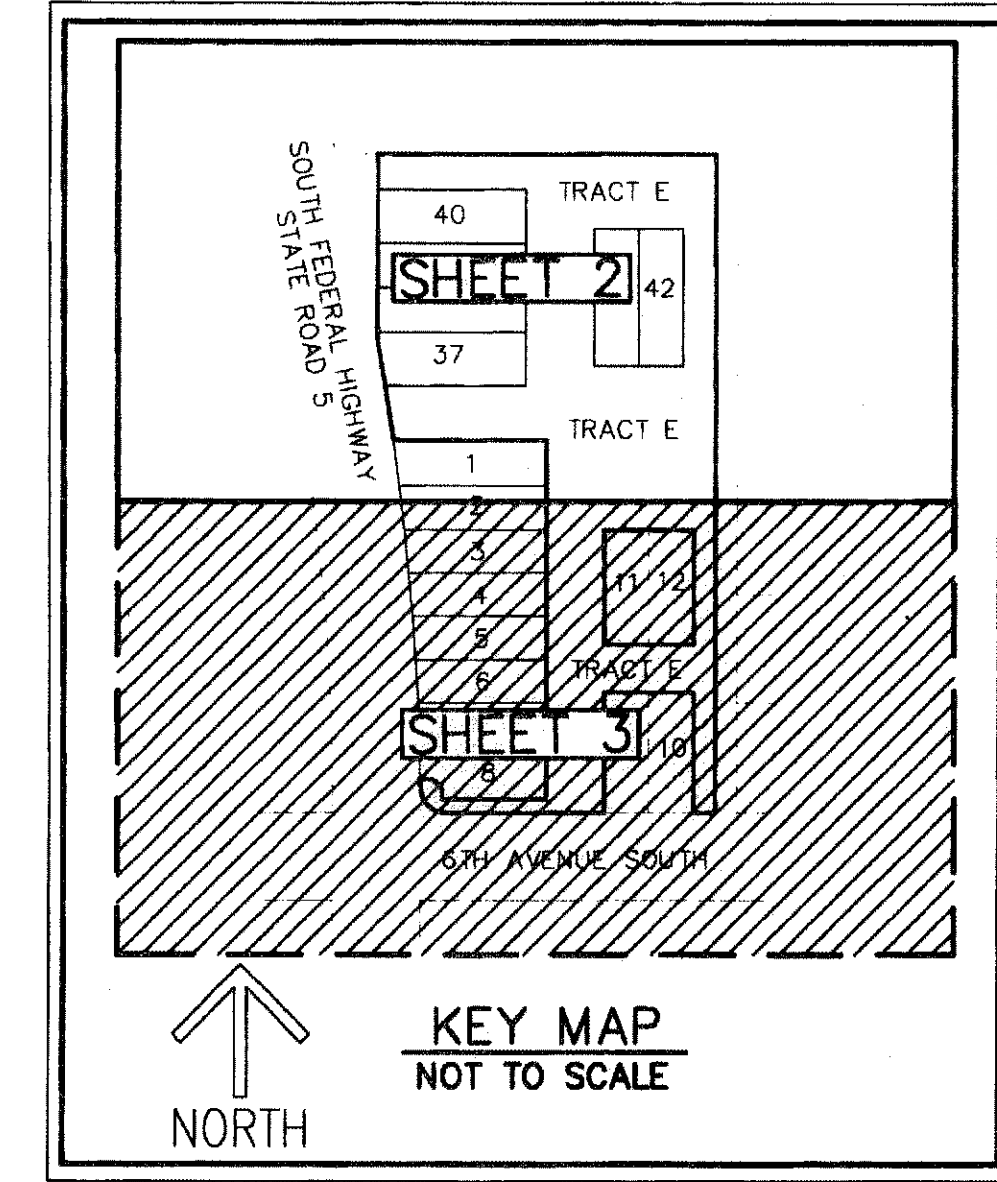 SOUTH FEDERAL HIGHWAY
STATE ROAD 5
TRACT E
40
SHEET 2
42
37
TRACT E
1
2
3
4
5
6
11 12
TRACT E
SHEET 3
10
8
6TH AVENUE SOUTH
KEY MAP
NOT TO SCALE
NORTH